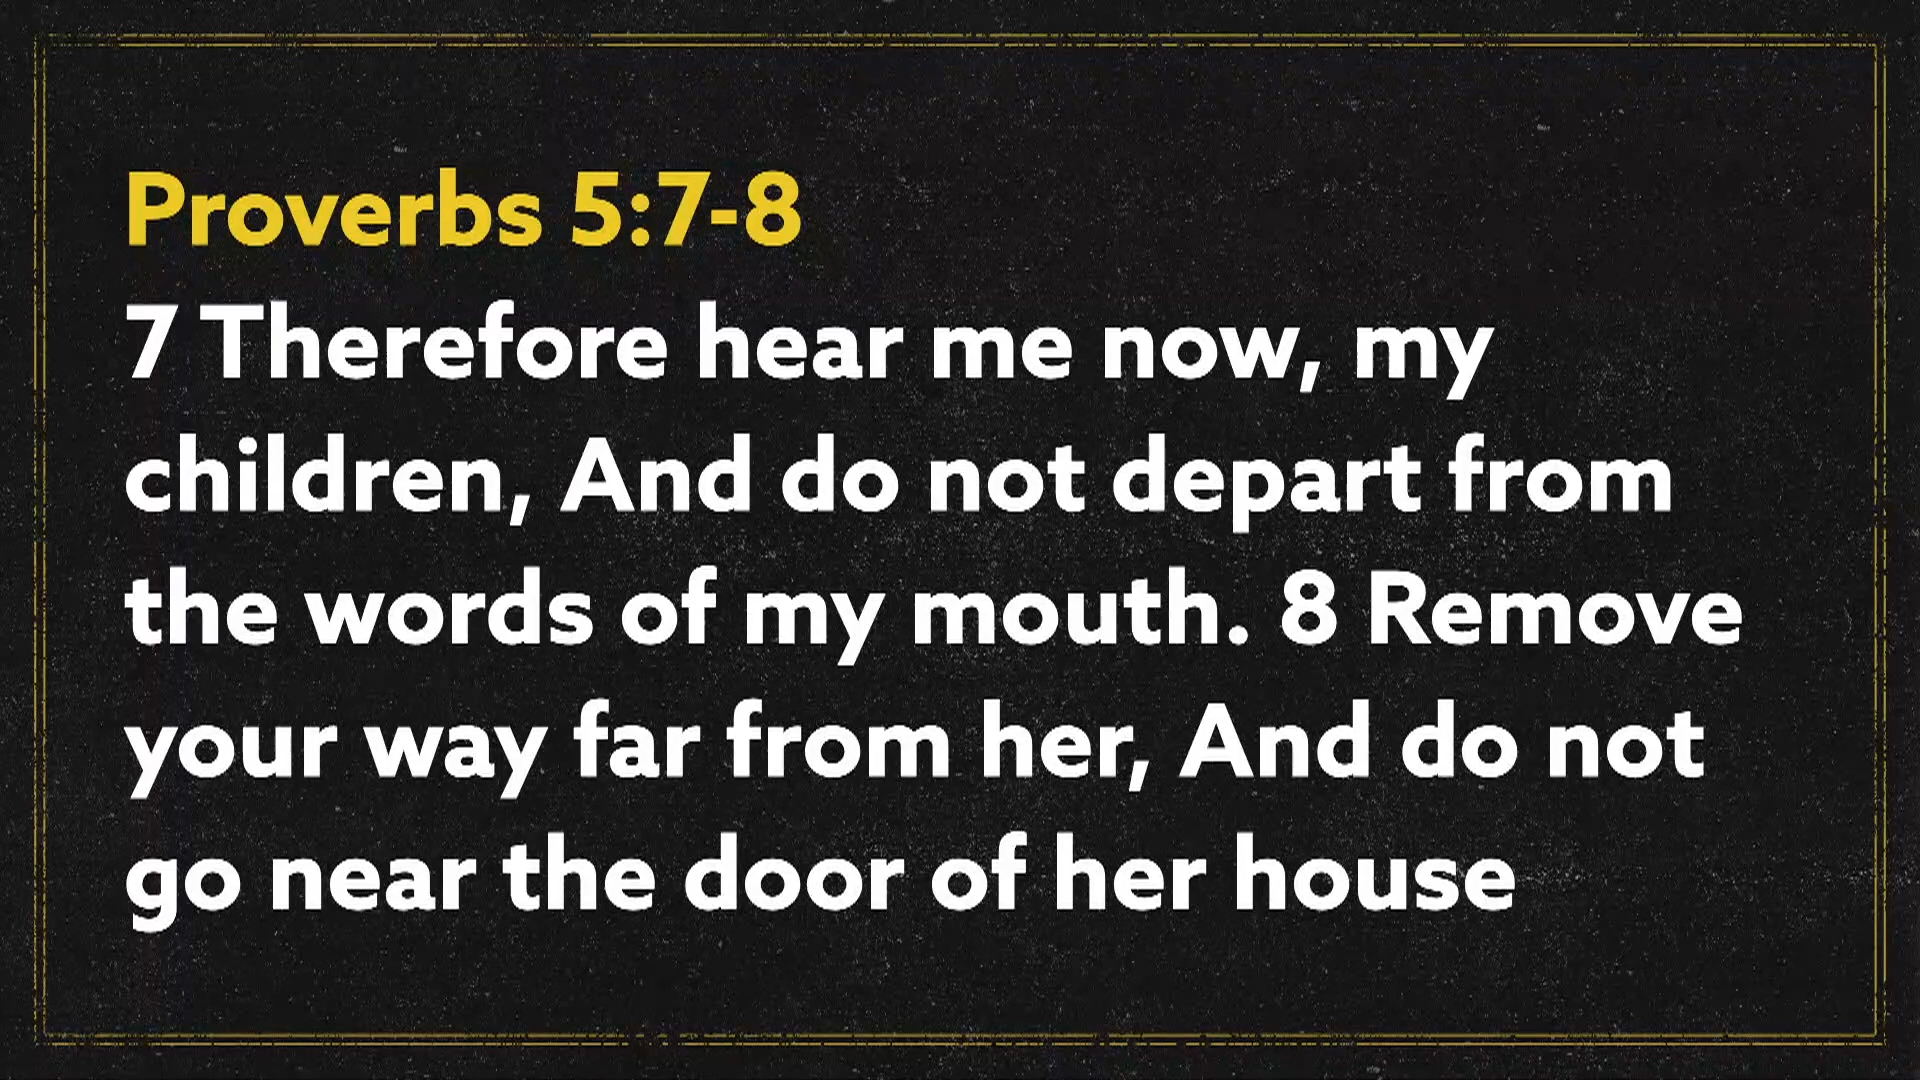 Proverbs 5:7-8
7 Therefore hear me now, my
children, And do not depart from
the words of my mouth. 8 Remove
your way far from her, And do not
go near the door of her house